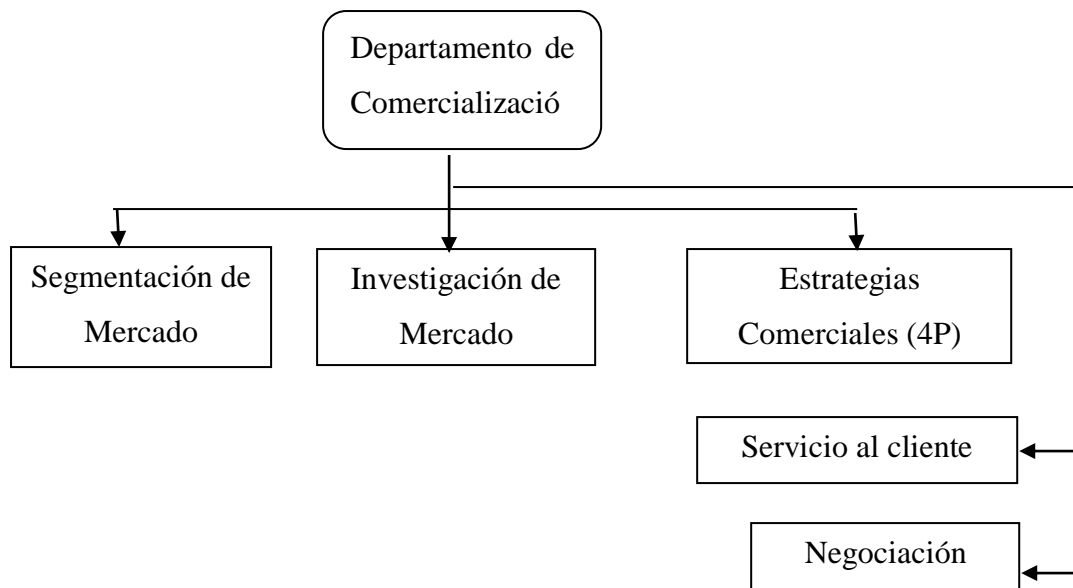 Departamento de
Comercializació
Segmentación de
Mercado
Investigación de
Mercado
Estrategias
Comerciales (4P)
Servicio al cliente
Negociación